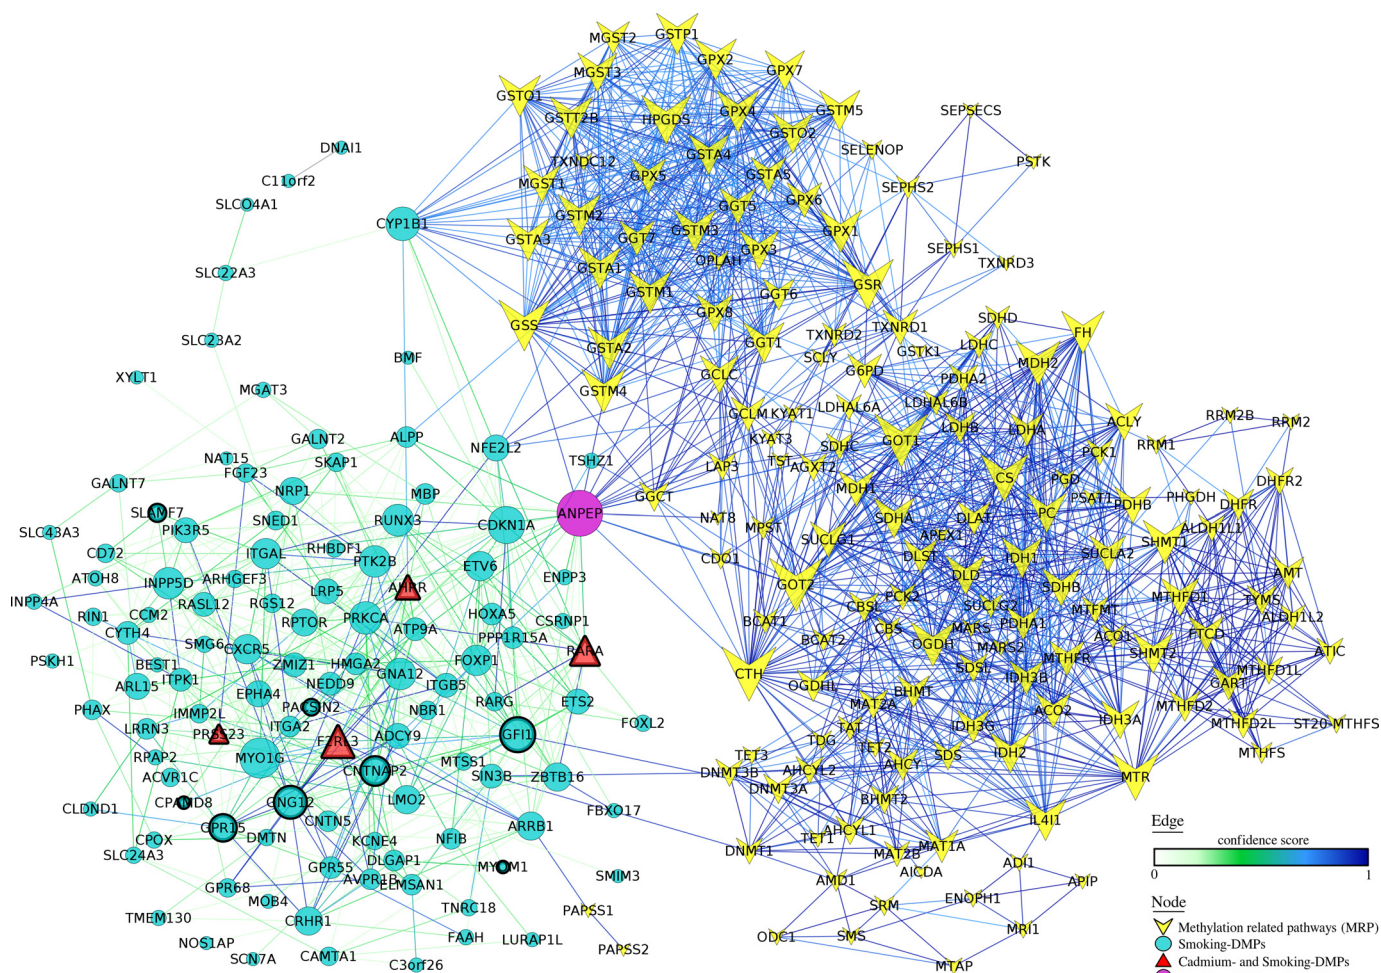 MGST2
GSTP1
GPX2
MGST3
GPX7
GSTO1
GSTT2B
HPGDS
GPX4
GSTM5
GSTO2
SEPSECS
DNAI1
SELENOP
GSTA4
TXNDC12
PSTK
C11orf2
MGST1
GPX5
GSTA5
SEPHS2
SLCO4A1
GPX6
GGT5
CYP1B1
GSTM2
GSTM3
GPX1
GSTA3
GGT7
GPX3
SEPHS1
OPLAH
TXNRD3
SLC22A3
GSTA1
GSR
GSTM1
GGT6
GPX8
SDHD
GSS
TXNRD1
FH
TXNRD2
SLC23A2
GGT1
LDHC
GSTA2
GSTK1
BMF
SCLY
MDH2
G6PD
XYLT1
GCLC
PDHA2
MGAT3
GSTM4
LDHAL6B
LDHAL6A
GCLM
KYAT1
RRM2B
RRM2
ACLY
LDHB
LDHA
GALNT2
ALPP
KYAT3
GOT1
RRM1
NFE2L2
SDHC
PCK1
NAT15
SKAP1
TSHZ1
TST
AGXT2
LAP3
FGF23
CS
PGD
GALNT7
DHFR2
NRP1
MBP
MDH1
GGCT
PSAT1
PHGDH
PDHB
DHFR
SLAMF7
ANPEP
PC
NAT8
SNED1
RUNX3
CDKN1A
SDHA
DLAT
MPST
ALDH1L1
SLC43A3
PIK3R5
APEX1
SUCLG1
SHMT1
CD72
ITGAL
RHBDF1
CDO1
DLST
IDH1
SUCLA2
PTK2B
ETV6
AMT
ATOH8
ARHGEF3
ENPP3
DLD
INPP5D
AHRR
GOT2
SDHB
LRP5
PCK2
MTHFD1
INPP4A
RASL12
RGS12
CBSL
SUCLG2
TYMS
MTFMT
HOXA5
RIN1
CCM2
RPTOR
PRKCA
CSRNP1
BCAT1
PDHA1
ALDH1L2
CYTH4
ATP9A
CBS
MARS
FTCD
PPP1R15A
ACO1
BCAT2
OGDH
SMG6
CXCR5
RARA
MARS2
ATIC
SHMT2
PSKH1
BEST1
ZMIZ1
HMGA2
FOXP1
MTHFR
SDSL
MTHFD1L
GNA12
CTH
IDH3B
ITPK1
ARL15
NEDD9
ITGB5
GART
OGDHL
EPHA4
BHMT
RARG
ETS2
PACSIN2
MAT2A
MTHFD2
PHAX
IMMP2L
NBR1
ACO2
IDH3A
ITGA2
FOXL2
IDH3G
MTHFD2L
ST20-MTHFS
LRRN3
TAT
PRSS23
ADCY9
GFI1
TDG
F2RL3
TET2
IDH2
MTHFS
RPAP2
MYO1G
TET3
SDS
MTSS1
AHCY
CNTNAP2
DNMT3B
AHCYL2
ACVR1C
SIN3B
ZBTB16
MTR
DNMT3A
LMO2
BHMT2
CPAMD8
GNG12
CLDND1
FBXO17
IL4I1
CNTN5
GPR15
ARRB1
AHCYL1
CPOX
DMTN
NFIB
TET1
MAT1A
KCNE4
DNMT1
SLC24A3
MAT2B
DLGAP1
ADI1
GPR55
AICDA
SMIM3
AVPR1B
AMD1
APIP
ELMSAN1
GPR68
MOB4
ENOPH1
SRM
TMEM130
CRHR1
TNRC18
PAPSS1
MRI1
FAAH
ODC1
SMS
NOS1AP
LURAP1L
PAPSS2
SCN7A
CAMTA1
C3orf26
MTAP
Edge
confidence score
0 1
Node
Methylation related pathways (MRP)
Smoking-DMPs
Cadmium- and Smoking-DMPs